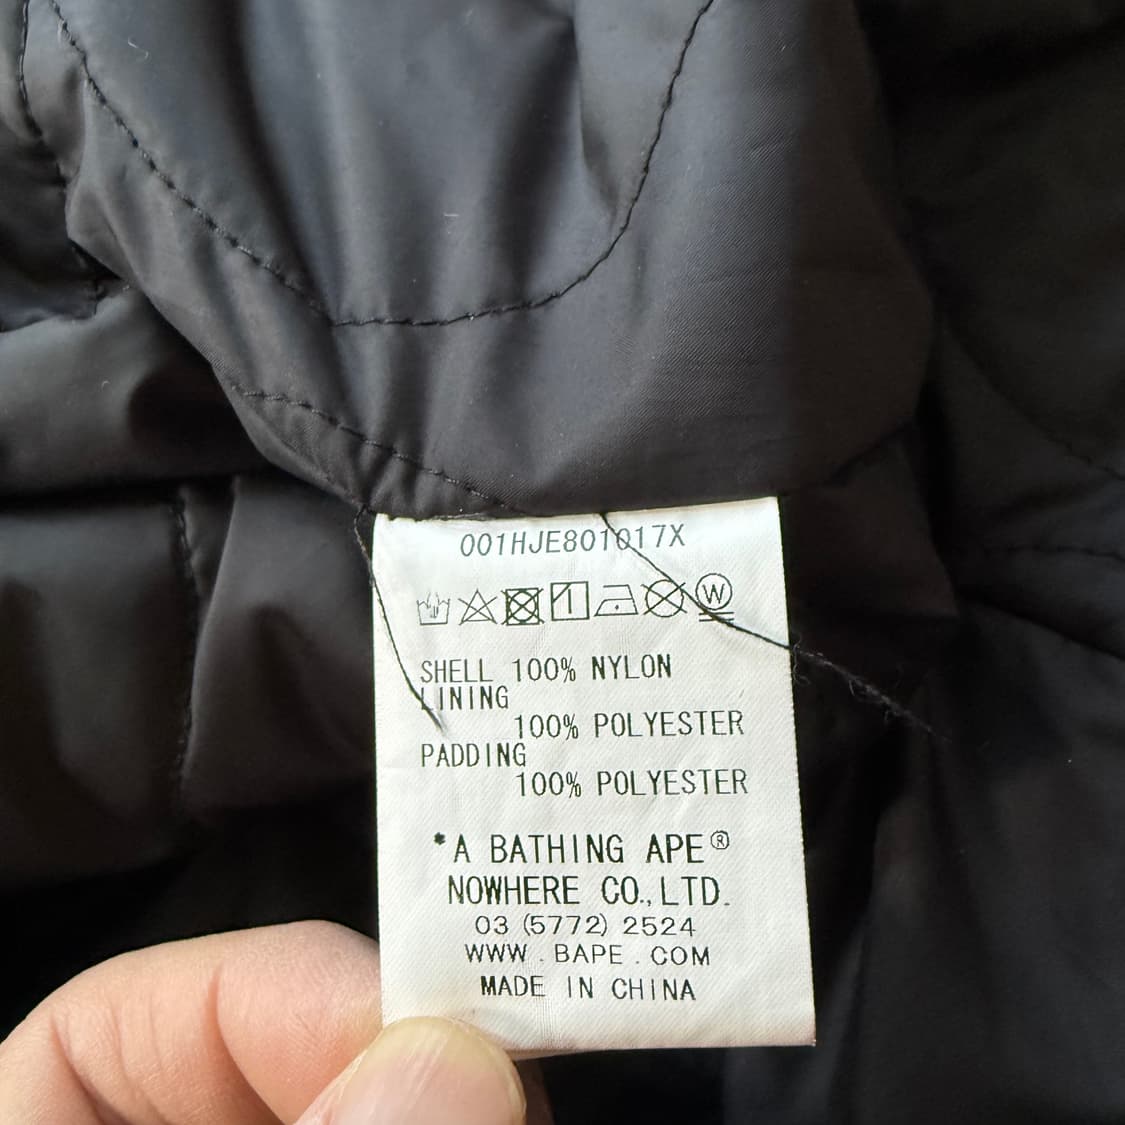 001HJE801017X
W
SHELL 100% NYLON
LINING
100% POLYESTER
PADDING
100% POLYESTER
*A BATHING APE®
NOWHERE CO.,LTD.
03 (5772) 2524
WWW.BAPE.COM
MADE IN CHINA